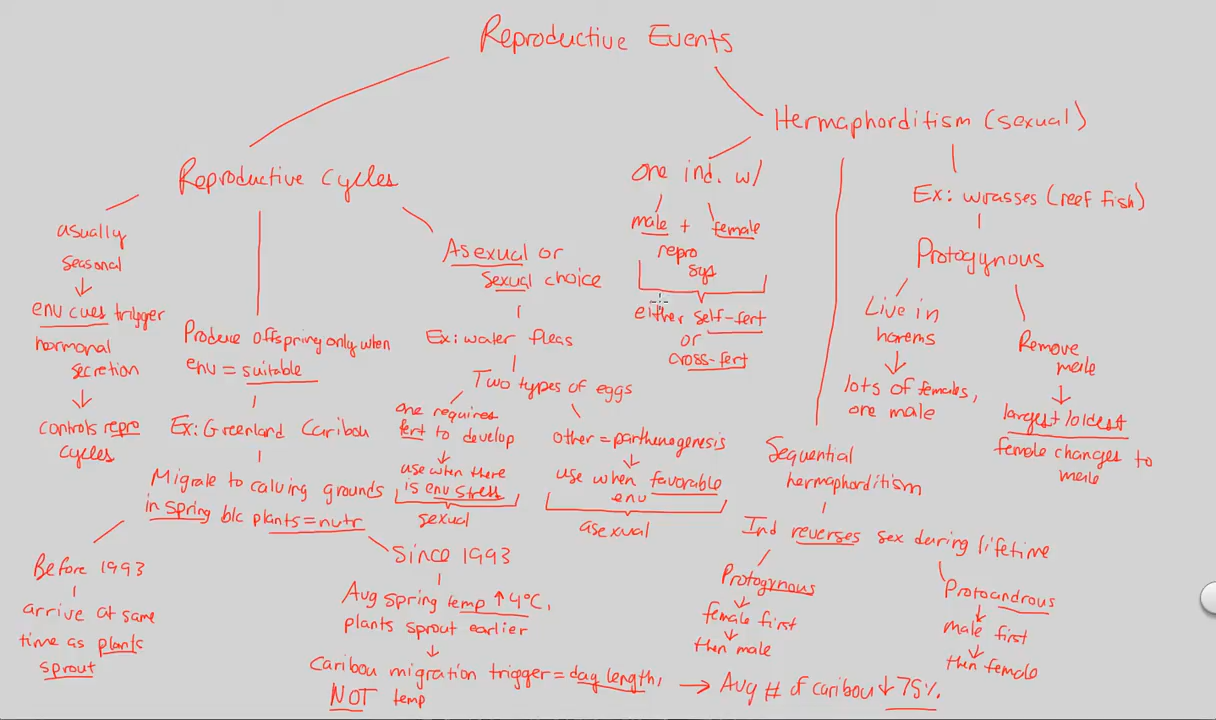 Reproductive Events
Reproductive cycles
usually
seasonal
env cues trigger
hormonal
secretion
controls repro
cycles
Produce offspring only when
env = suitable
Ex: Greenland Caribou
Migrate to calving grounds
in spring b/c plants = nutr
Before 1993
arrive at same
time as plants
sprout
Since 1993
Avg spring temp ↑ 4°C,
plants sprout earlier
Caribou migration trigger = day length,
NOT temp
→ Avg # of caribou ↓ 75%.
Asexual or
sexual choice
Ex: water fleas
Two types of eggs
one requires
fert to develop
use when there
is env stress
sexual
other = parthenogenesis
use when favorable
env
asexual
Hermaphorditism (sexual)
one ind. w/
male + female
repro
sys
either self-fert
or
cross-fert
Sequential
hermaphorditism
Ind reverses sex during lifetime
Protogynous
female first
then male
Protoandrous
male first
then female
Ex: wrasses (reef fish)
Protogynous
Live in
harems
lots of females,
one male
Remove
male
largest + oldest
female changes to
male